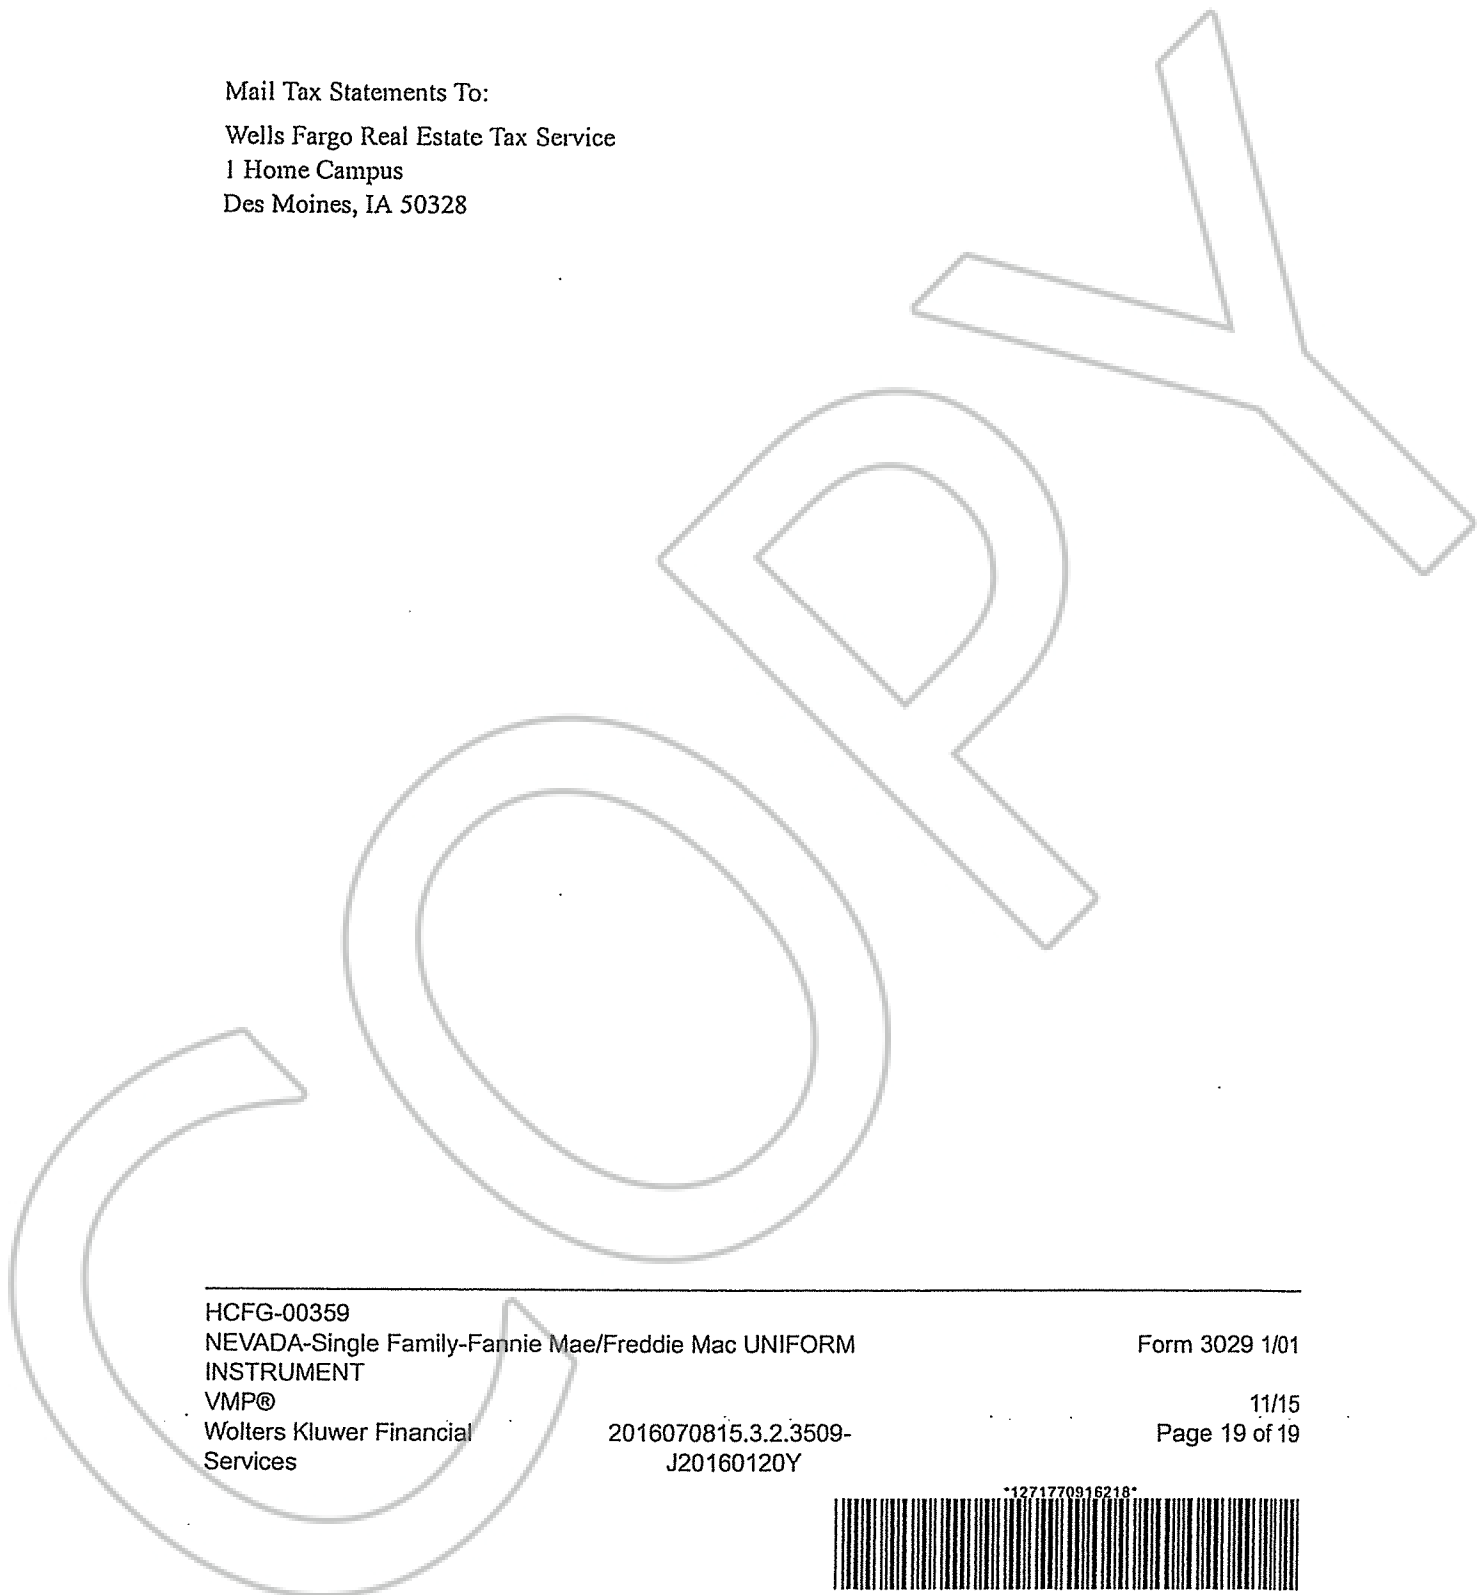 Mail Tax Statements To:
Wells Fargo Real Estate Tax Service
1 Home Campus
Des Moines, IA 50328
COPY
HCFG-00359
NEVADA-Single Family-Fannie Mae/Freddie Mac UNIFORM Form 3029 1/01
INSTRUMENT
VMP® 11/15
Wolters Kluwer Financial 2016070815.3.2.3509- Page 19 of 19
Services J20160120Y
*1271770916218*